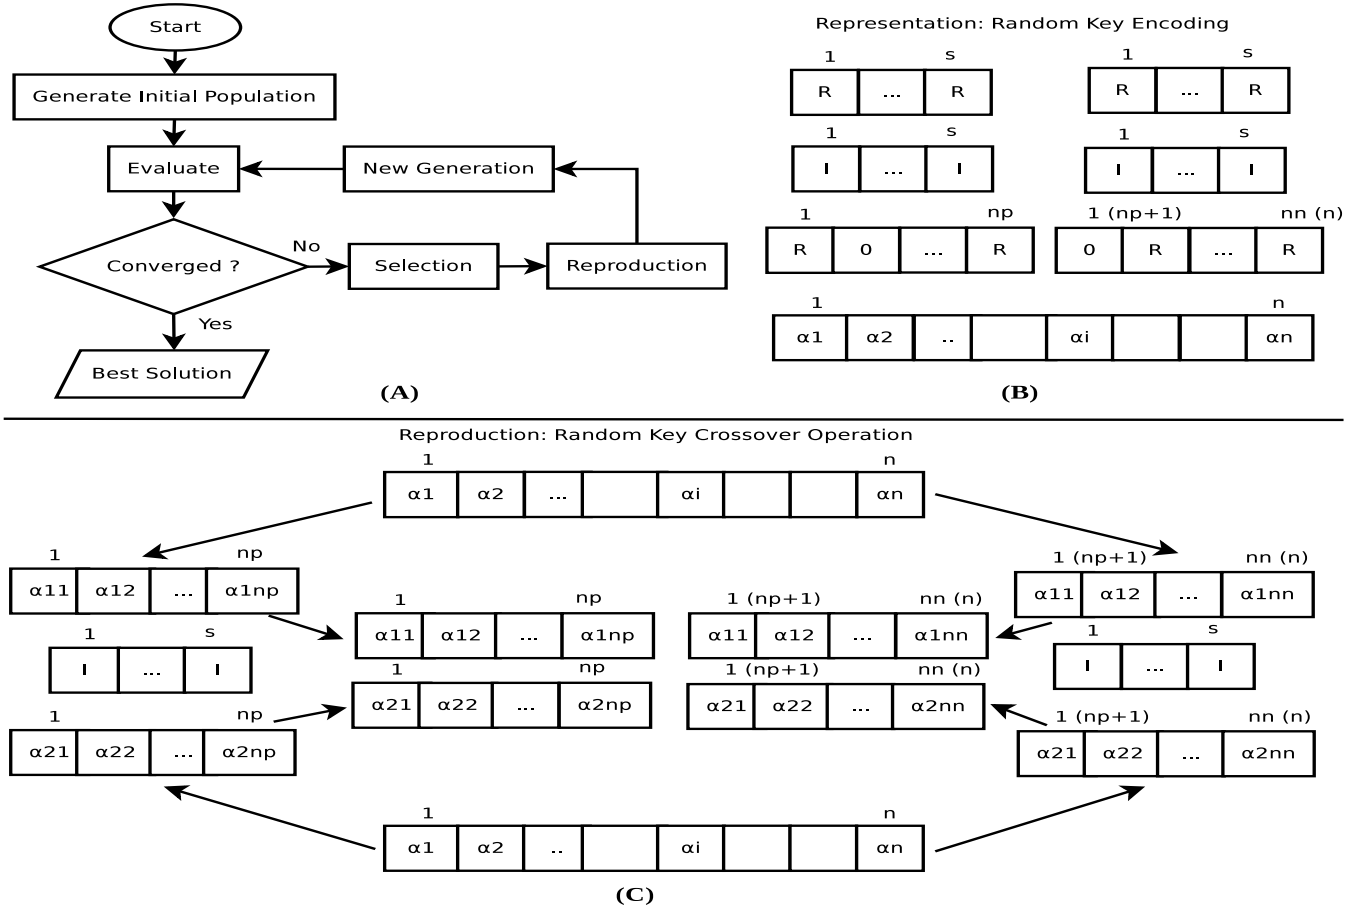 Start
Generate Initial Population
Evaluate
New Generation
Converged ?
No
Selection
Reproduction
Yes
Best Solution
(A)
Representation: Random Key Encoding
1 s 1 s
R ... R R ... R
1 s 1 s
I ... I I ... I
1 np 1 (np+1) nn (n)
R 0 ... R 0 R ... R
1 n
α1 α2 .. αi αn
(B)
Reproduction: Random Key Crossover Operation
1 n
α1 α2 ... αi αn
1 np 1 (np+1) nn (n)
α11 α12 ... α1np α11 α12 ... α1nn
1 np 1 (np+1) nn (n)
α11 α12 ... α1np α11 α12 ... α1nn
1 s 1 s
I ... I I ... I
1 np 1 (np+1) nn (n)
α21 α22 ... α2np α21 α22 ... α2nn
1 np 1 (np+1) nn (n)
α21 α22 ... α2np α21 α22 ... α2nn
1 n
α1 α2 .. αi αn
(C)